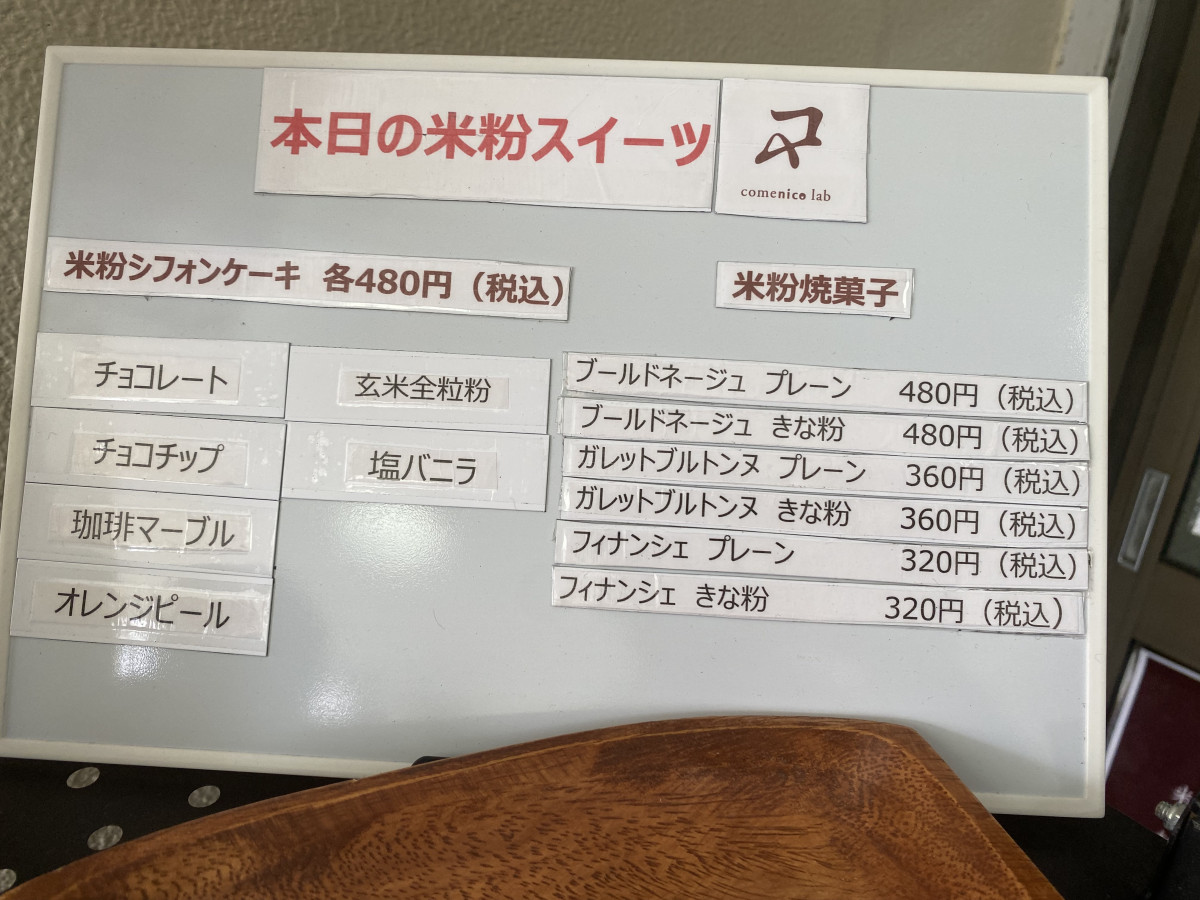 本日の米粉スイーツ
comenico lab
米粉シフォンケーキ 各480円（税込）
チョコレート
チョコチップ
珈琲マーブル
オレンジピール
玄米全粒粉
塩バニラ
米粉焼菓子
ブールドネージュ プレーン 480円（税込）
ブールドネージュ きな粉 480円（税込）
ガレットブルトンヌ プレーン 360円（税込）
ガレットブルトンヌ きな粉 360円（税込）
フィナンシェ プレーン 320円（税込）
フィナンシェ きな粉 320円（税込）